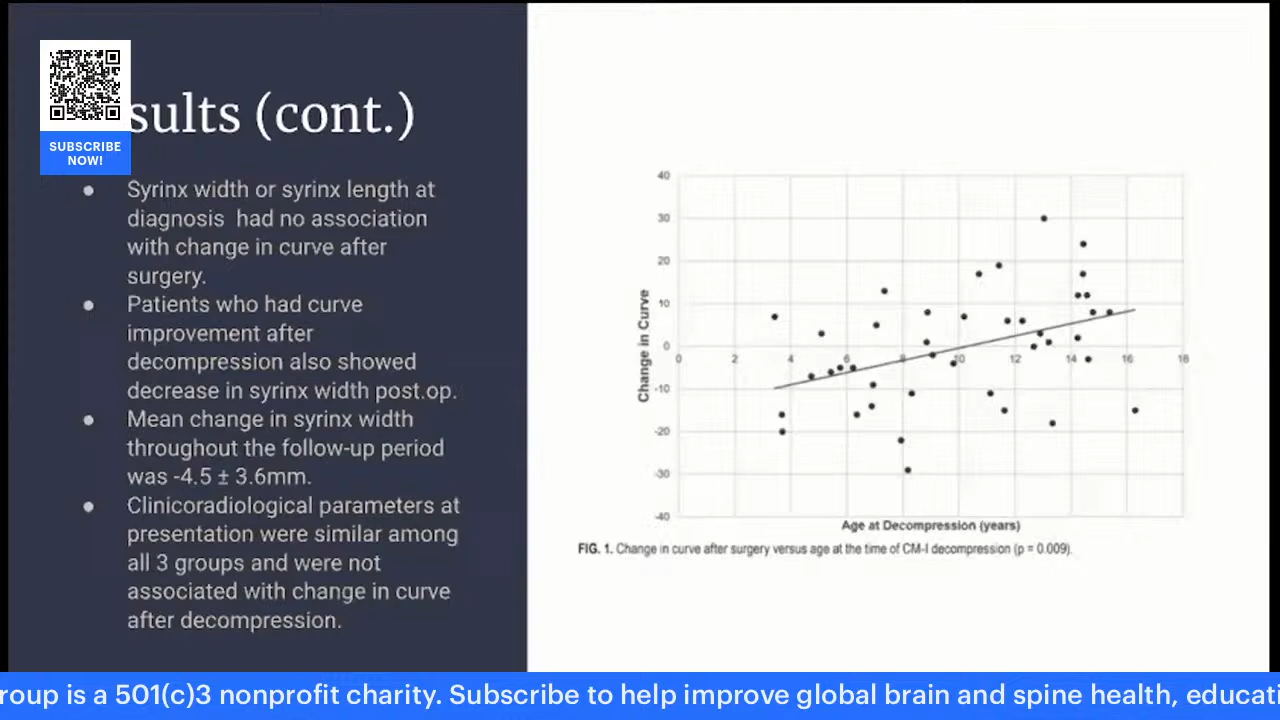 SUBSCRIBE
NOW!
sults (cont.)
● Syrinx width or syrinx length at
diagnosis had no association
with change in curve after
surgery.
● Patients who had curve
improvement after
decompression also showed
decrease in syrinx width post.op.
● Mean change in syrinx width
throughout the follow-up period
was -4.5 ± 3.6mm.
● Clinicoradiological parameters at
presentation were similar among
all 3 groups and were not
associated with change in curve
after decompression.
Change in Curve
40
30
20
10
0
-10
-20
-30
-40
0 2 4 6 8 10 12 14 16 18
Age at Decompression (years)
FIG. 1. Change in curve after surgery versus age at the time of CM-I decompression (p = 0.009).
roup is a 501(c)3 nonprofit charity. Subscribe to help improve global brain and spine health, educati